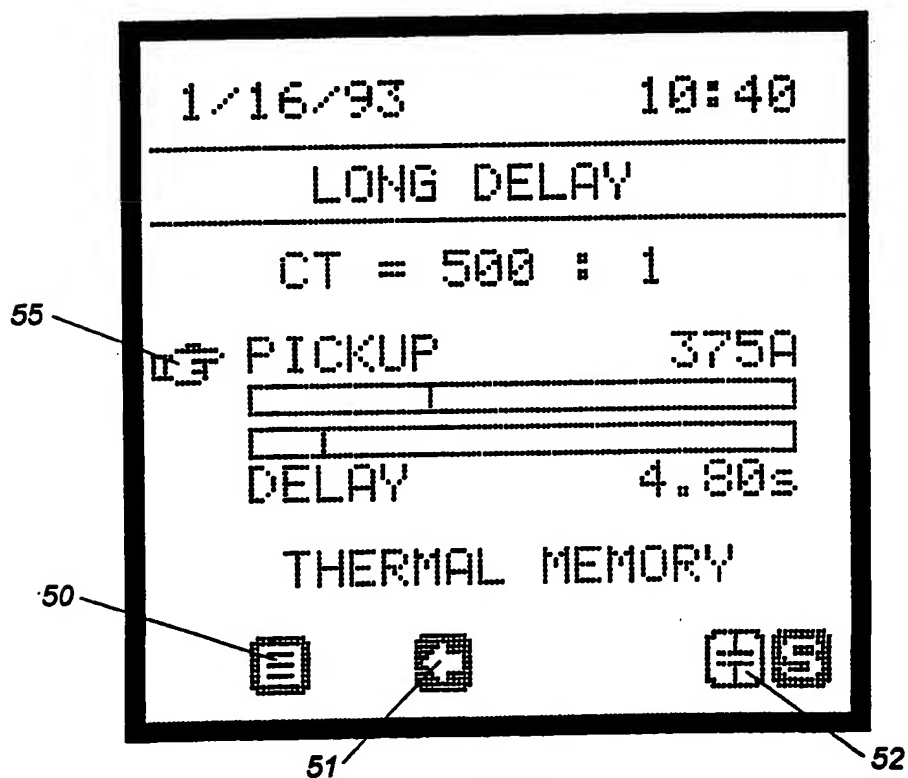 1/16/93 10:40
LONG DELAY
CT = 500 : 1
55
PICKUP 375A
DELAY 4.80s
THERMAL MEMORY
50
51
52